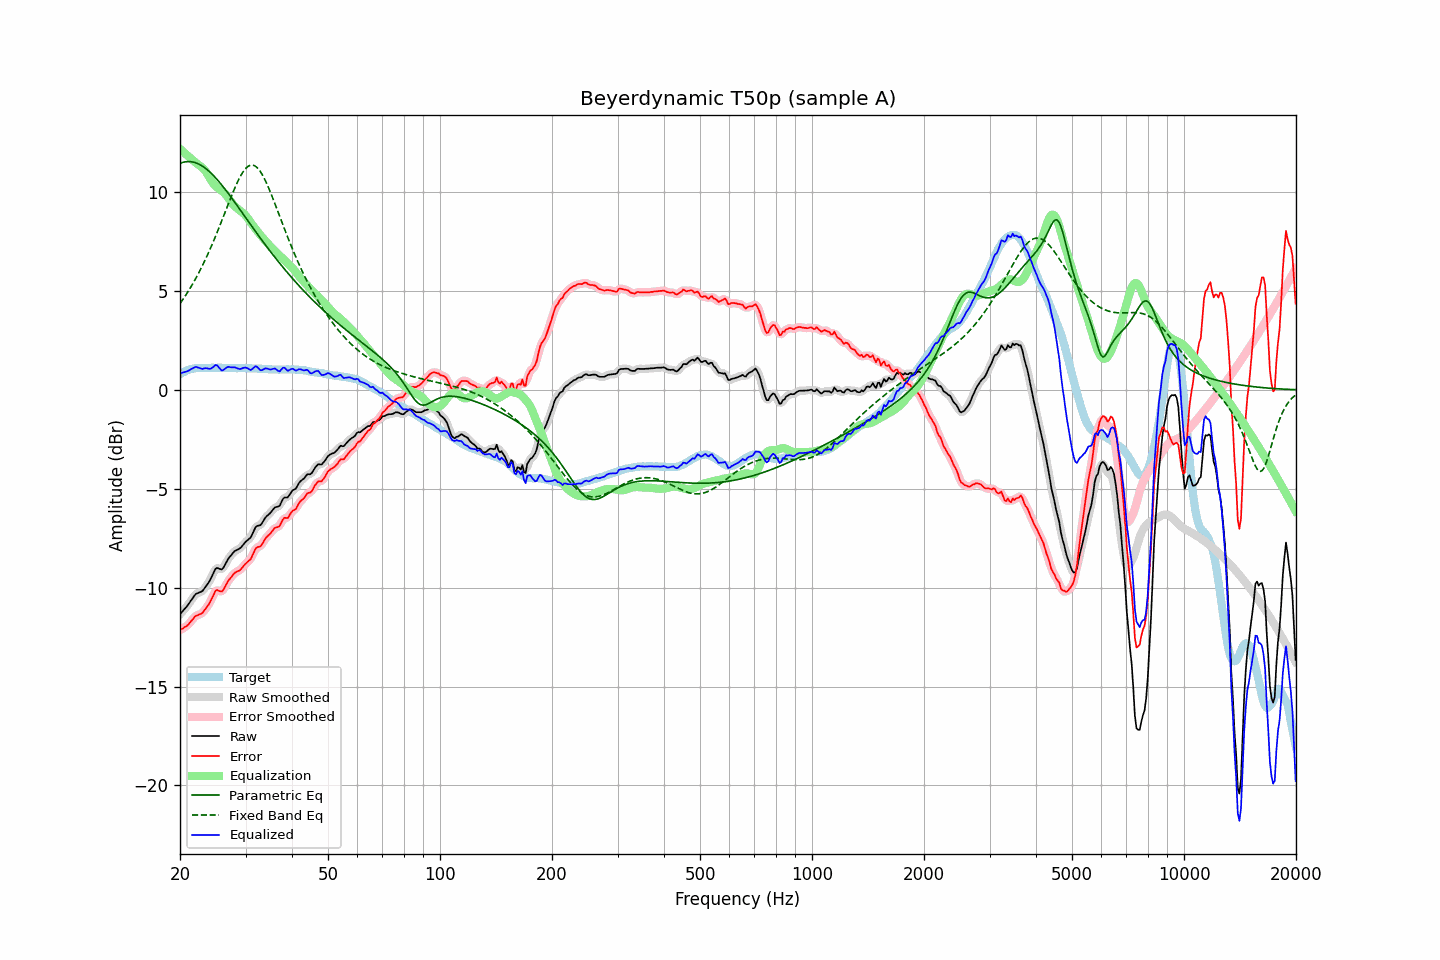 Beyerdynamic T50p (sample A)
10
5
0
−5
−10
−15
−20
Amplitude (dBr)
Target
Raw Smoothed
Error Smoothed
Raw
Error
Equalization
Parametric Eq
Fixed Band Eq
Equalized
20 50 100 200 500 1000 2000 5000 10000 20000
Frequency (Hz)